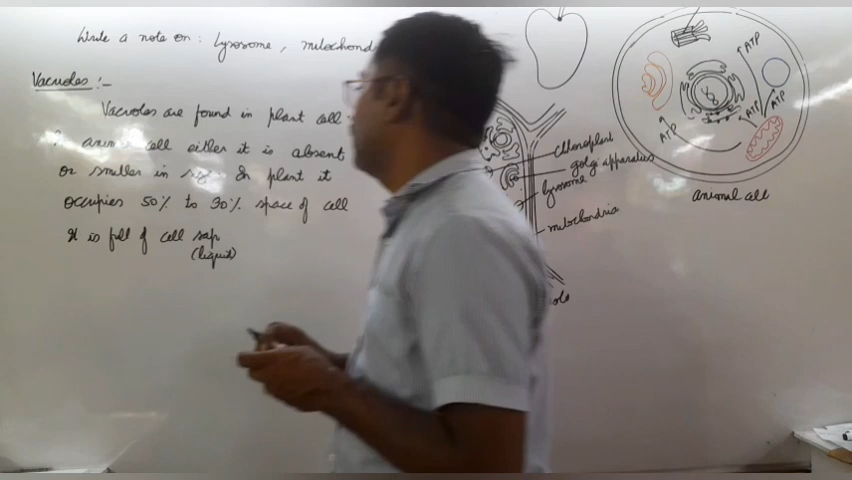 Write a note on: Lysosome, mitochond
Vacuoles :-
Vacuoles are found in plant cell.
cell either it is absent
or smaller in size. In plant it
occupies 50% to 30% space of cell
It is full of cell sap
(liquid)
Chloroplast
golgi apparatus
lysosome
mitochondria
ATP
ATP
ATP
ATP
animal cell